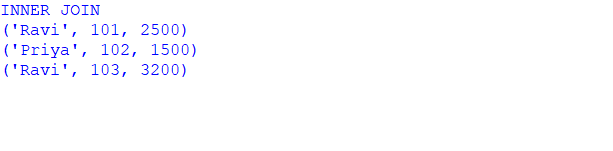 INNER JOIN
('Ravi', 101, 2500)
('Priya', 102, 1500)
('Ravi', 103, 3200)